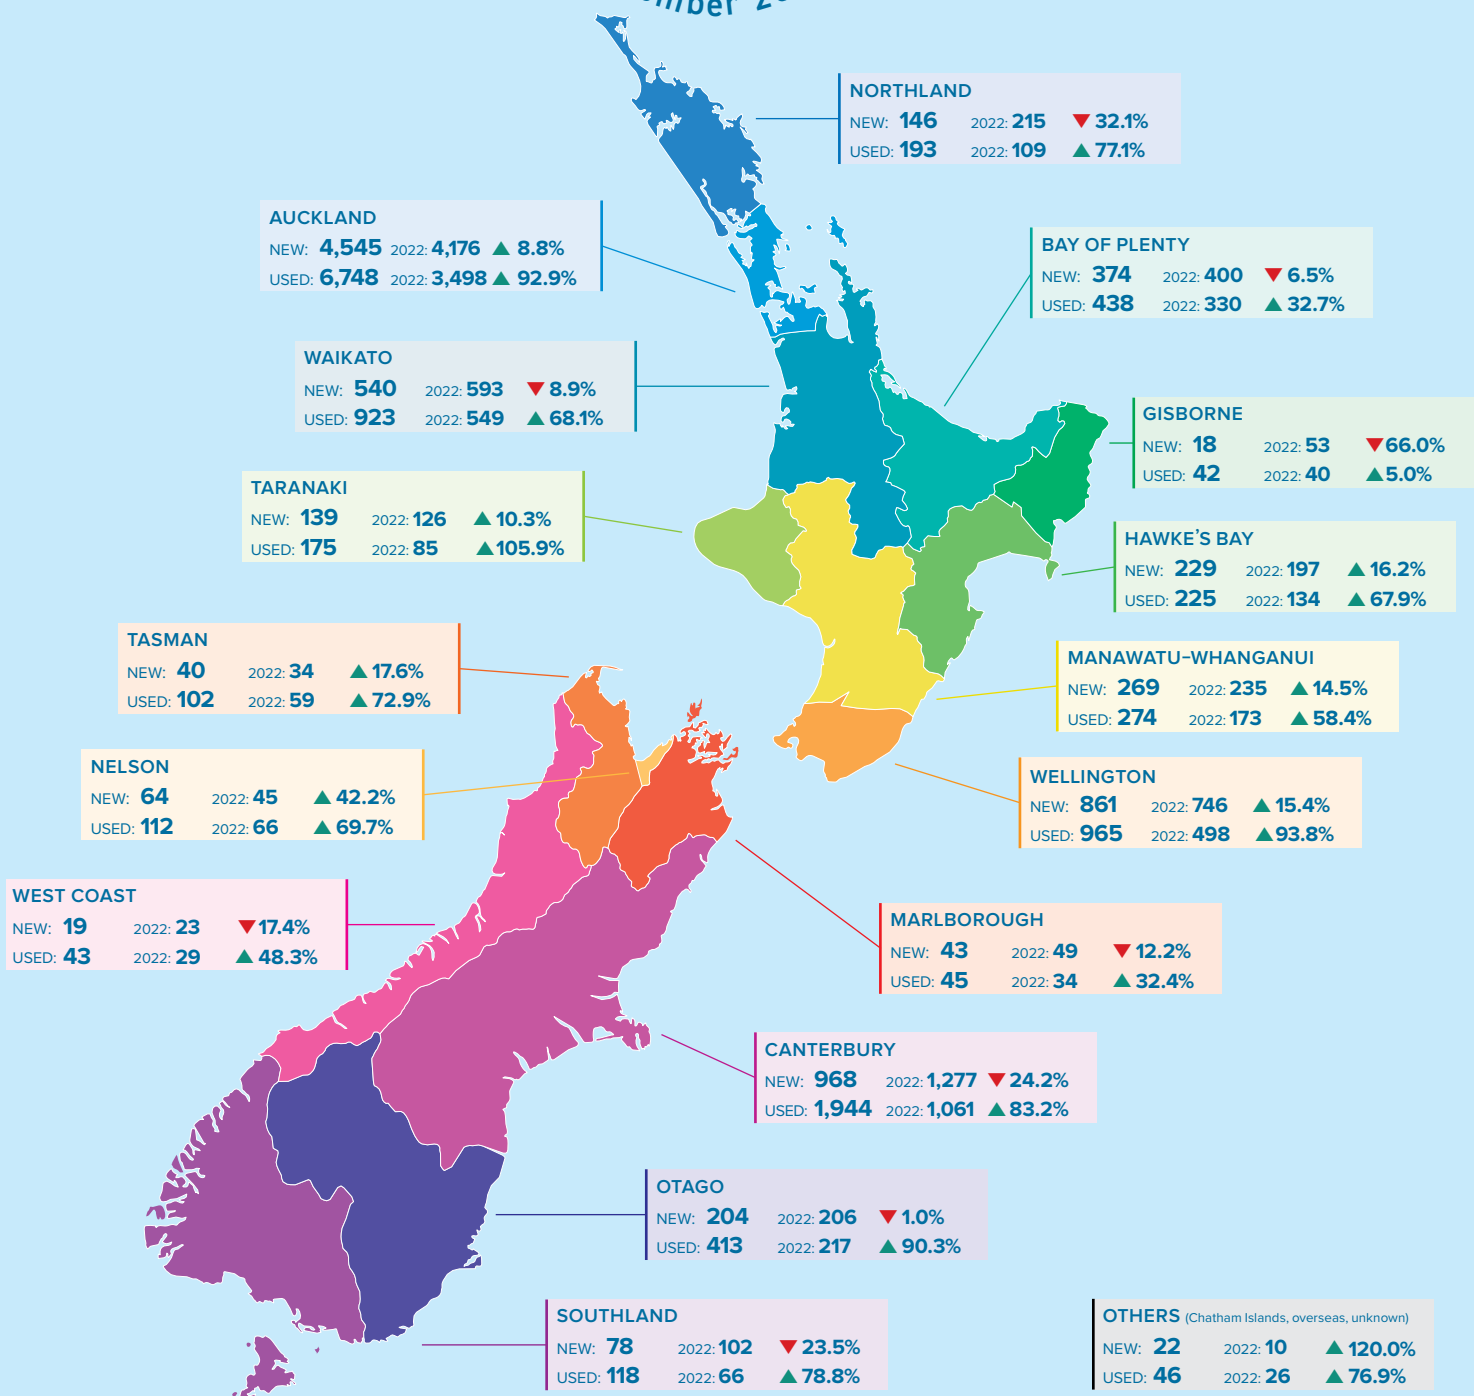 NORTHLAND
NEW: 146 2022: 215 ▼ 32.1%
USED: 193 2022: 109 ▲ 77.1%
AUCKLAND
NEW: 4,545 2022: 4,176 ▲ 8.8%
USED: 6,748 2022: 3,498 ▲ 92.9%
BAY OF PLENTY
NEW: 374 2022: 400 ▼ 6.5%
USED: 438 2022: 330 ▲ 32.7%
WAIKATO
NEW: 540 2022: 593 ▼ 8.9%
USED: 923 2022: 549 ▲ 68.1%
GISBORNE
NEW: 18 2022: 53 ▼ 66.0%
USED: 42 2022: 40 ▲ 5.0%
TARANAKI
NEW: 139 2022: 126 ▲ 10.3%
USED: 175 2022: 85 ▲ 105.9%
HAWKE'S BAY
NEW: 229 2022: 197 ▲ 16.2%
USED: 225 2022: 134 ▲ 67.9%
TASMAN
NEW: 40 2022: 34 ▲ 17.6%
USED: 102 2022: 59 ▲ 72.9%
MANAWATU-WHANGANUI
NEW: 269 2022: 235 ▲ 14.5%
USED: 274 2022: 173 ▲ 58.4%
NELSON
NEW: 64 2022: 45 ▲ 42.2%
USED: 112 2022: 66 ▲ 69.7%
WELLINGTON
NEW: 861 2022: 746 ▲ 15.4%
USED: 965 2022: 498 ▲ 93.8%
WEST COAST
NEW: 19 2022: 23 ▼ 17.4%
USED: 43 2022: 29 ▲ 48.3%
MARLBOROUGH
NEW: 43 2022: 49 ▼ 12.2%
USED: 45 2022: 34 ▲ 32.4%
CANTERBURY
NEW: 968 2022: 1,277 ▼ 24.2%
USED: 1,944 2022: 1,061 ▲ 83.2%
OTAGO
NEW: 204 2022: 206 ▼ 1.0%
USED: 413 2022: 217 ▲ 90.3%
SOUTHLAND
NEW: 78 2022: 102 ▼ 23.5%
USED: 118 2022: 66 ▲ 78.8%
OTHERS (Chatham Islands, overseas, unknown)
NEW: 22 2022: 10 ▲ 120.0%
USED: 46 2022: 26 ▲ 76.9%